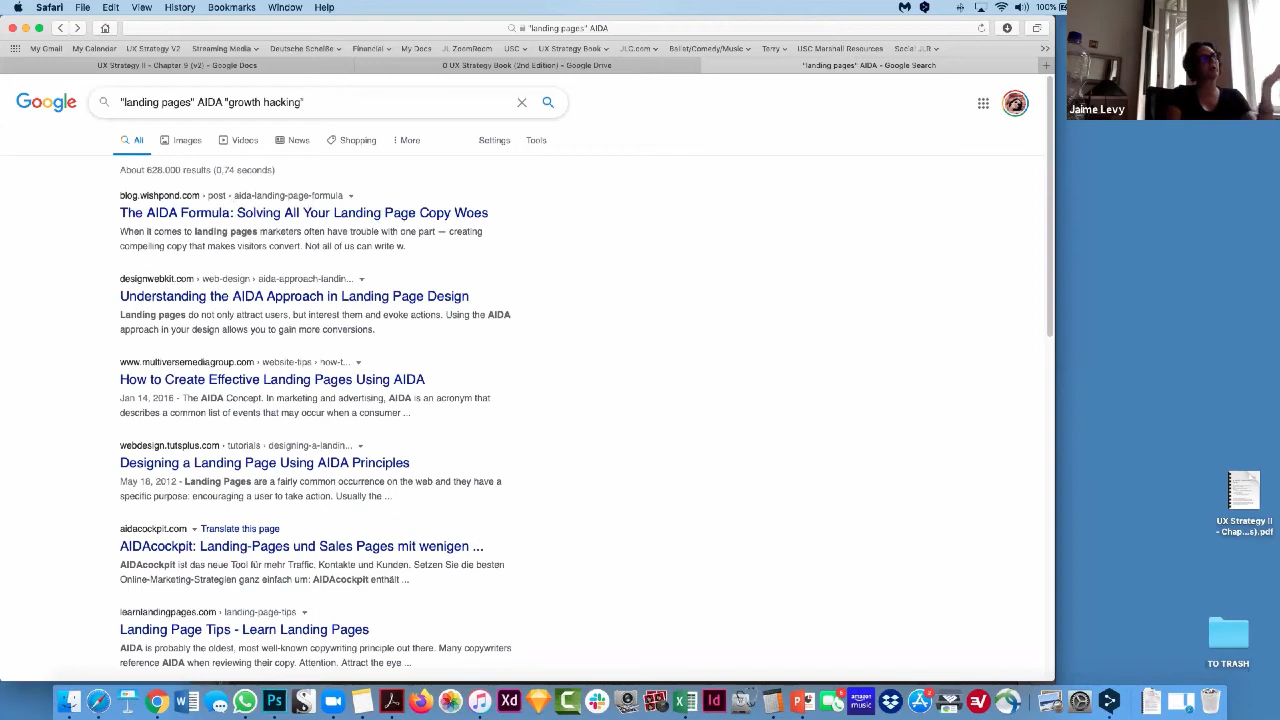 Safari File Edit View History Bookmarks Window Help 100%
"landing pages" AIDA
My Gmail My Calendar UX Strategy V2 Streaming Media Deutsche Scheiße Financial My Docs JL ZoemRoom USC UX Strategy Book JLG.com Ballet/Comedy/Music Terry USC Marshall Resources Social JLR
UX Strategy II – Chapter 9 (v2) – Google Docs 0 UX Strategy Book (2nd Edition) – Google Drive "landing pages" AIDA - Google Search
Jaime Levy
Google "landing pages" AIDA "growth hacking"
All Images Videos News Shopping More Settings Tools
About 628.000 results (0,74 seconds)
blog.wishpond.com › post › aida-landing-page-formula
The AIDA Formula: Solving All Your Landing Page Copy Woes
When it comes to landing pages marketers often have trouble with one part — creating
compelling copy that makes visitors convert. Not all of us can write w.
designwebkit.com › web-design › aida-approach-landin...
Understanding the AIDA Approach in Landing Page Design
Landing pages do not only attract users, but interest them and evoke actions. Using the AIDA
approach in your design allows you to gain more conversions.
www.multiversemediagroup.com › website-tips › how-t...
How to Create Effective Landing Pages Using AIDA
Jan 14, 2016 - The AIDA Concept. In marketing and advertising, AIDA is an acronym that
describes a common list of events that may occur when a consumer ...
webdesign.tutsplus.com › tutorials › designing-a-landin...
Designing a Landing Page Using AIDA Principles
May 18, 2012 - Landing Pages are a fairly common occurrence on the web and they have a
specific purpose: encouraging a user to take action. Usually the ...
aidacockpit.com Translate this page
AIDAcockpit: Landing-Pages und Sales Pages mit wenigen ...
AIDAcockpit ist das neue Tool für mehr Traffic. Kontakte und Kunden. Setzen Sie die besten
Online-Marketing-Strategien ganz einfach um: AIDAcockpit enthält ...
learnlandingpages.com › landing-page-tips
Landing Page Tips - Learn Landing Pages
AIDA is probably the oldest, most well-known copywriting principle out there. Many copywriters
reference AIDA when reviewing their copy. Attention. Attract the eye ...
UX Strategy II
- Chap...s).pdf
TO TRASH
W Ps S Xd X Id P amazon music